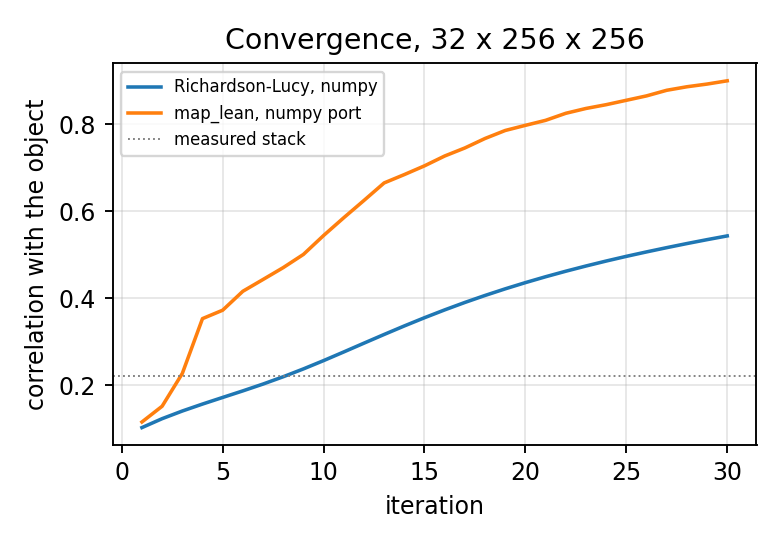 Convergence, 32 x 256 x 256
Richardson-Lucy, numpy
map_lean, numpy port
measured stack
correlation with the object
0.8
0.6
0.4
0.2
0 5 10 15 20 25 30
iteration